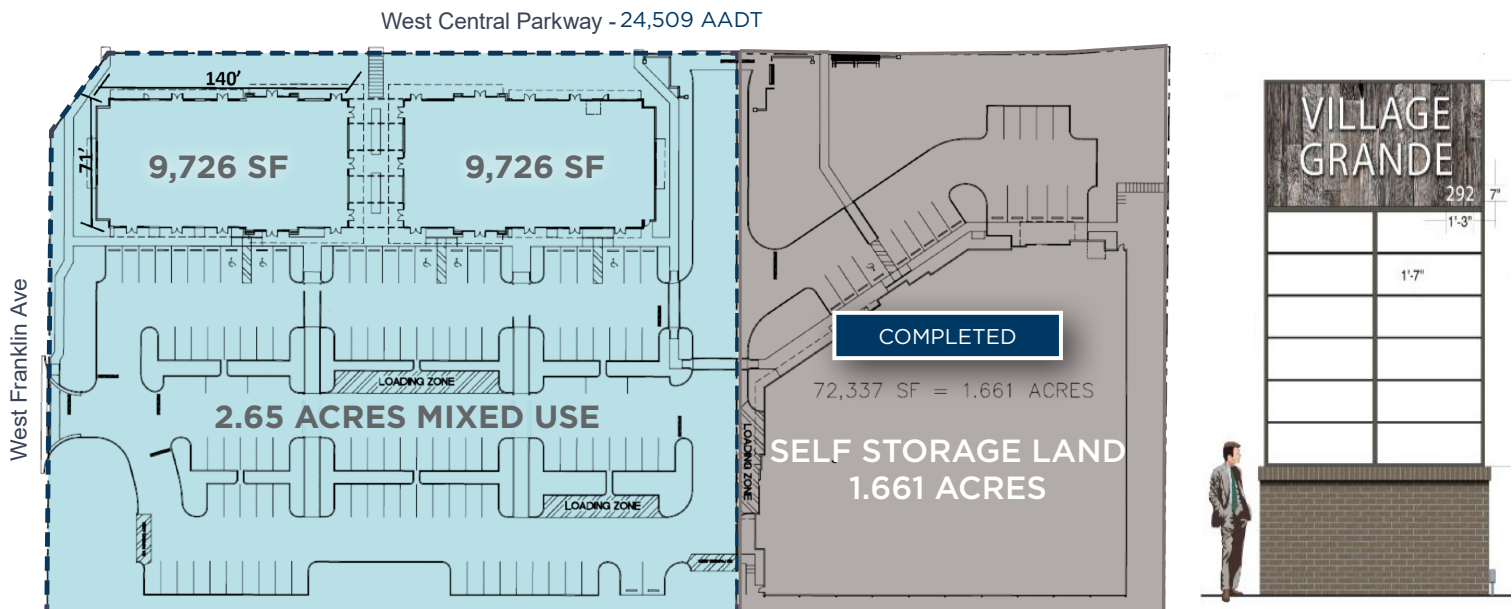 West Central Parkway - 24,509 AADT
140'
71'
9,726 SF
9,726 SF
West Franklin Ave
LOADING ZONE
2.65 ACRES MIXED USE
LOADING ZONE
COMPLETED
72,337 SF = 1.661 ACRES
LOADING ZONE
SELF STORAGE LAND
1.661 ACRES
VILLAGE
GRANDE
292
7"
1'-3"
1'-7"